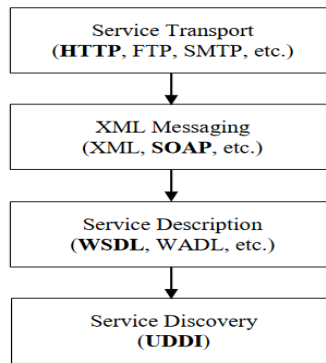 Service Transport
(HTTP, FTP, SMTP, etc.)
XML Messaging
(XML, SOAP, etc.)
Service Description
(WSDL, WADL, etc.)
Service Discovery
(UDDI)